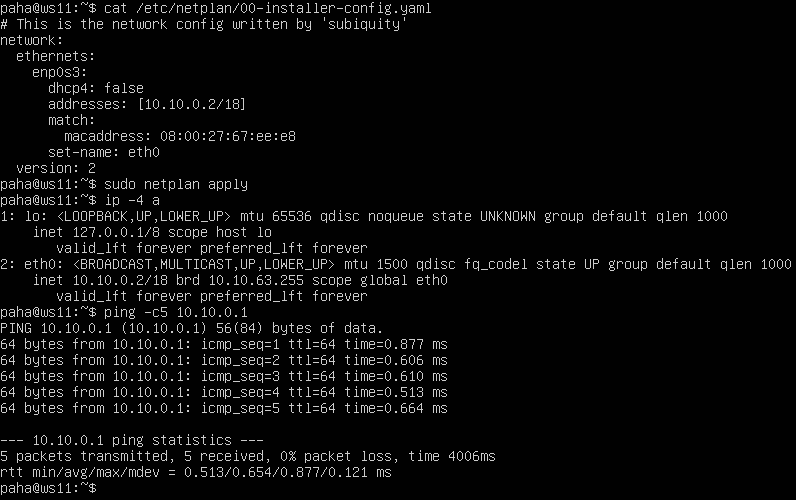 paha@ws11:~$ cat /etc/netplan/00-installer-config.yaml
# This is the network config written by 'subiquity'
network:
  ethernets:
    enp0s3:
      dhcp4: false
      addresses: [10.10.0.2/18]
      match:
        macaddress: 08:00:27:67:ee:e8
      set-name: eth0
  version: 2
paha@ws11:~$ sudo netplan apply
paha@ws11:~$ ip -4 a
1: lo: <LOOPBACK,UP,LOWER_UP> mtu 65536 qdisc noqueue state UNKNOWN group default qlen 1000
    inet 127.0.0.1/8 scope host lo
       valid_lft forever preferred_lft forever
2: eth0: <BROADCAST,MULTICAST,UP,LOWER_UP> mtu 1500 qdisc fq_codel state UP group default qlen 1000
    inet 10.10.0.2/18 brd 10.10.63.255 scope global eth0
       valid_lft forever preferred_lft forever
paha@ws11:~$ ping -c5 10.10.0.1
PING 10.10.0.1 (10.10.0.1) 56(84) bytes of data.
64 bytes from 10.10.0.1: icmp_seq=1 ttl=64 time=0.877 ms
64 bytes from 10.10.0.1: icmp_seq=2 ttl=64 time=0.606 ms
64 bytes from 10.10.0.1: icmp_seq=3 ttl=64 time=0.610 ms
64 bytes from 10.10.0.1: icmp_seq=4 ttl=64 time=0.513 ms
64 bytes from 10.10.0.1: icmp_seq=5 ttl=64 time=0.664 ms

--- 10.10.0.1 ping statistics ---
5 packets transmitted, 5 received, 0% packet loss, time 4006ms
rtt min/avg/max/mdev = 0.513/0.654/0.877/0.121 ms
paha@ws11:~$